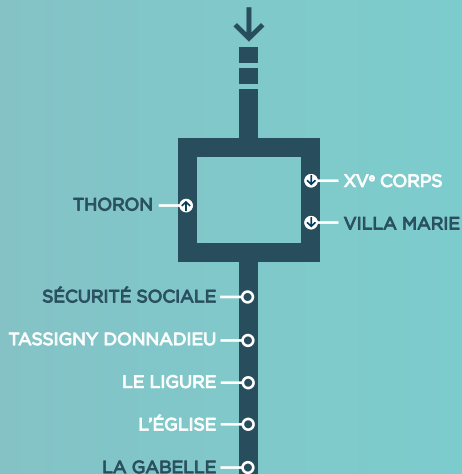 XVᵉ CORPS
THORON
VILLA MARIE
SÉCURITÉ SOCIALE
TASSIGNY DONNADIEU
LE LIGURE
L'ÉGLISE
LA GABELLE